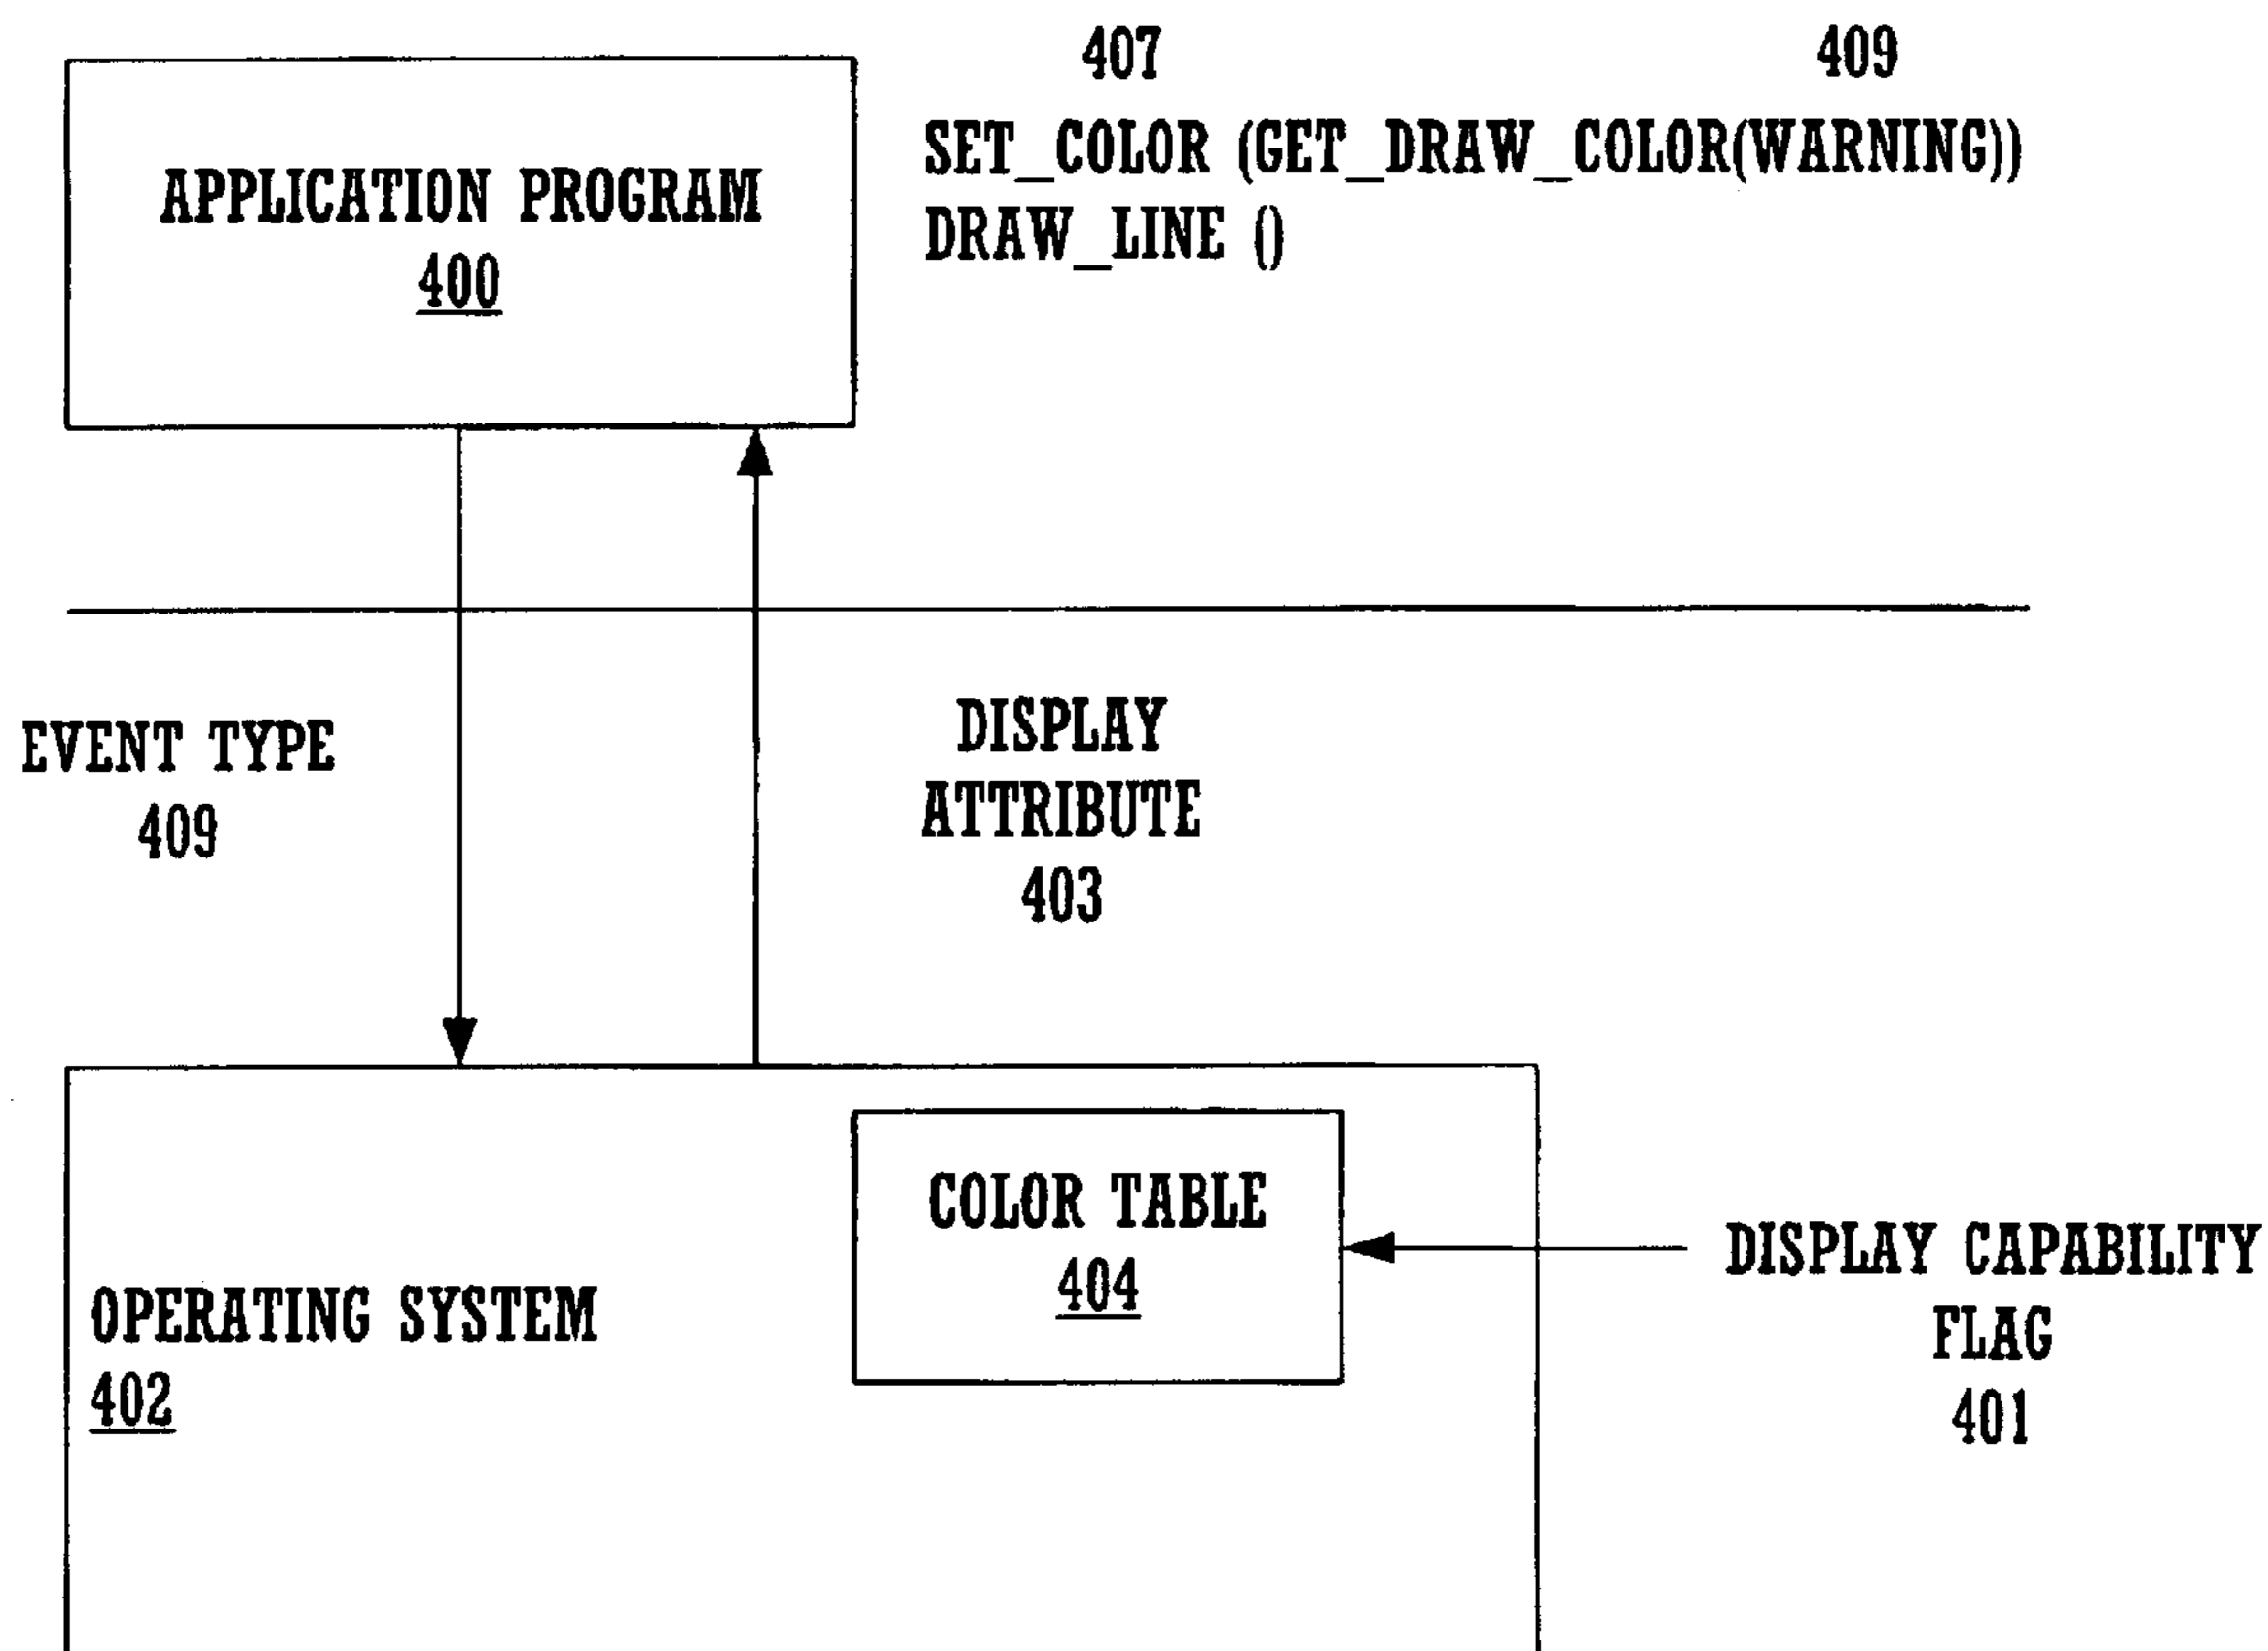 407
409
SET_COLOR (GET_DRAW_COLOR(WARNING))
DRAW_LINE ()
APPLICATION PROGRAM
400
EVENT TYPE
409
DISPLAY
ATTRIBUTE
403
COLOR TABLE
404
OPERATING SYSTEM
402
DISPLAY CAPABILITY
FLAG
401